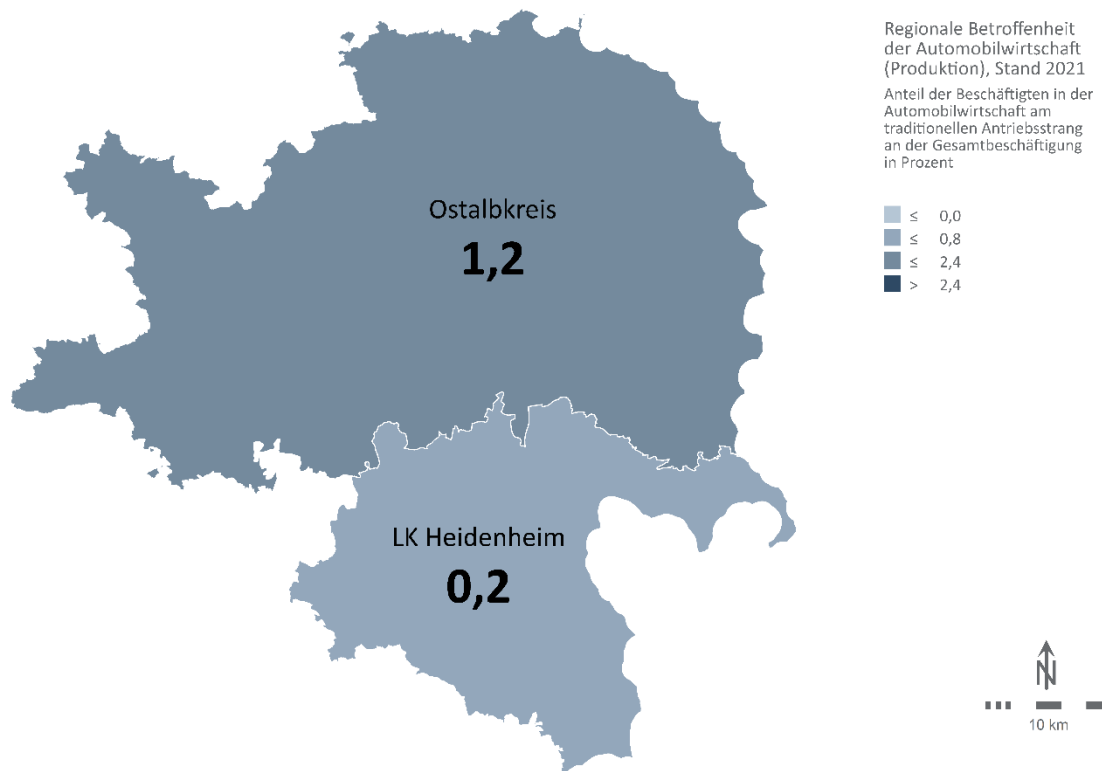 Regionale Betroffenheit
der Automobilwirtschaft
(Produktion), Stand 2021
Anteil der Beschäftigten in der
Automobilwirtschaft am
traditionellen Antriebsstrang
an der Gesamtbeschäftigung
in Prozent
≤ 0,0
≤ 0,8
≤ 2,4
> 2,4
Ostalbkreis
1,2
LK Heidenheim
0,2
N
10 km